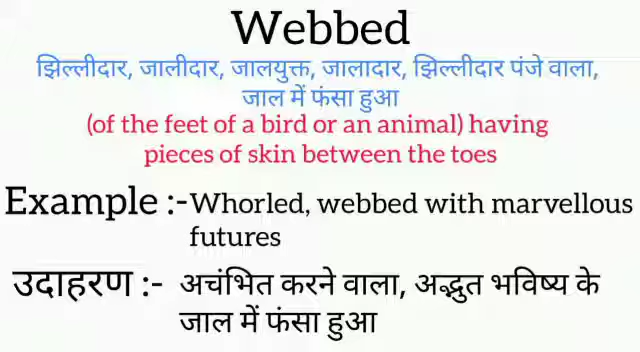 Webbed
झिल्लीदार, जालीदार, जालयुक्त, जालादार, झिल्लीदार पंजे वाला,
जाल में फंसा हुआ
(of the feet of a bird or an animal) having
pieces of skin between the toes
Example :-Whorled, webbed with marvellous
futures
उदाहरण :- अचंभित करने वाला, अद्भुत भविष्य के
जाल में फंसा हुआ